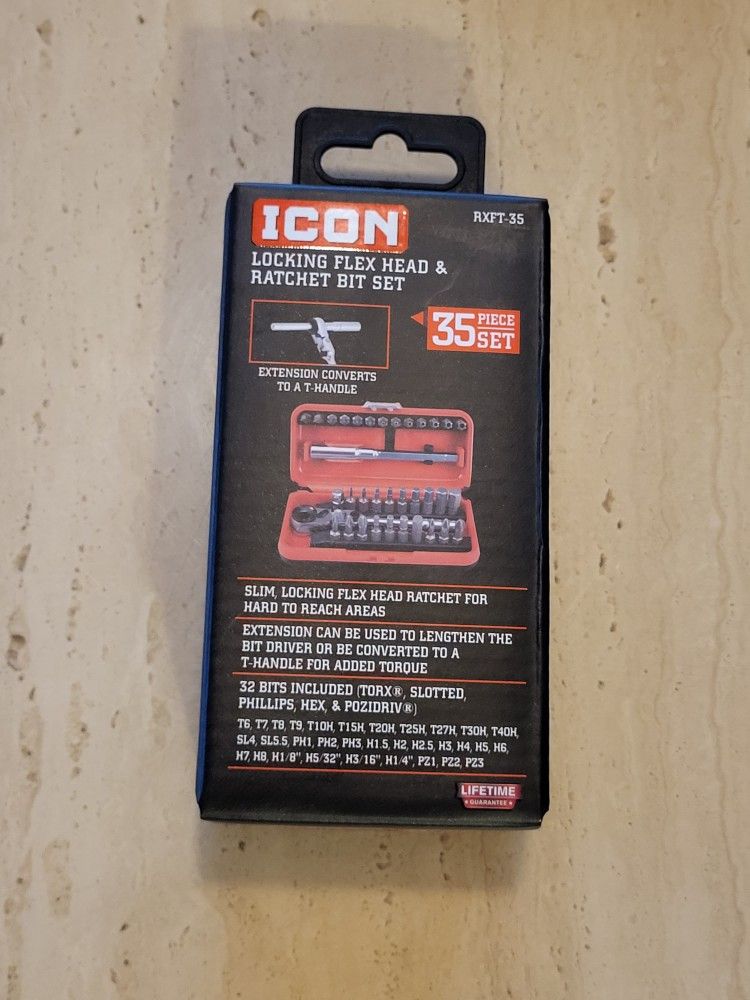 ICON
RXFT-35
LOCKING FLEX HEAD &
RATCHET BIT SET
35 PIECE
SET
EXTENSION CONVERTS
TO A T-HANDLE
SLIM, LOCKING FLEX HEAD RATCHET FOR
HARD TO REACH AREAS
EXTENSION CAN BE USED TO LENGTHEN THE
BIT DRIVER OR BE CONVERTED TO A
T-HANDLE FOR ADDED TORQUE
32 BITS INCLUDED (TORX®, SLOTTED,
PHILLIPS, HEX, & POZIDRIV®)
T6, T7, T8, T9, T10H, T15H, T20H, T25H, T27H, T30H, T40H,
SL4, SL5.5, PH1, PH2, PH3, H1.5, H2, H2.5, H3, H4, H5, H6,
H7, H8, H1/8", H5/32", H3/16", H1/4", PZ1, PZ2, PZ3
LIFETIME
GUARANTEE